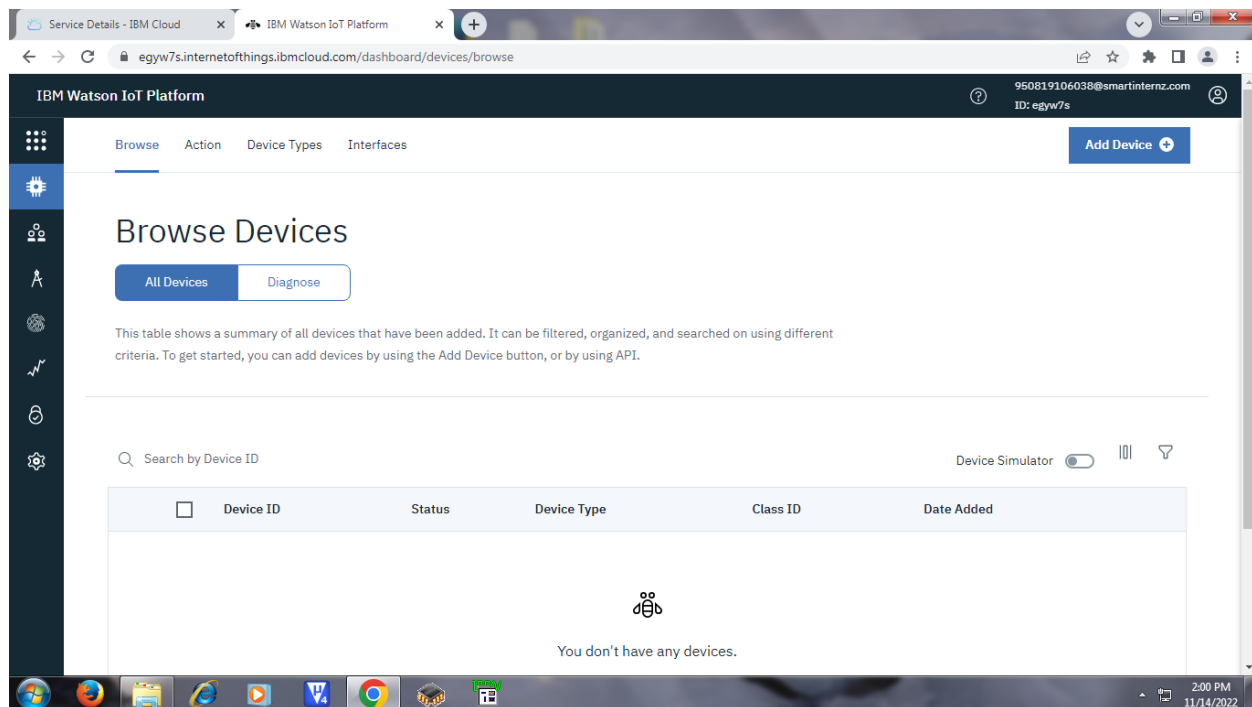 Service Details - IBM Cloud
IBM Watson IoT Platform
egyw7s.internetofthings.ibmcloud.com/dashboard/devices/browse
IBM Watson IoT Platform
950819106038@smartinternz.com
ID: egyw7s
Browse Action Device Types Interfaces
Add Device
Browse Devices
All Devices Diagnose
This table shows a summary of all devices that have been added. It can be filtered, organized, and searched on using different
criteria. To get started, you can add devices by using the Add Device button, or by using API.
Search by Device ID
Device Simulator
Device ID Status Device Type Class ID Date Added
You don't have any devices.
2:00 PM
11/14/2022